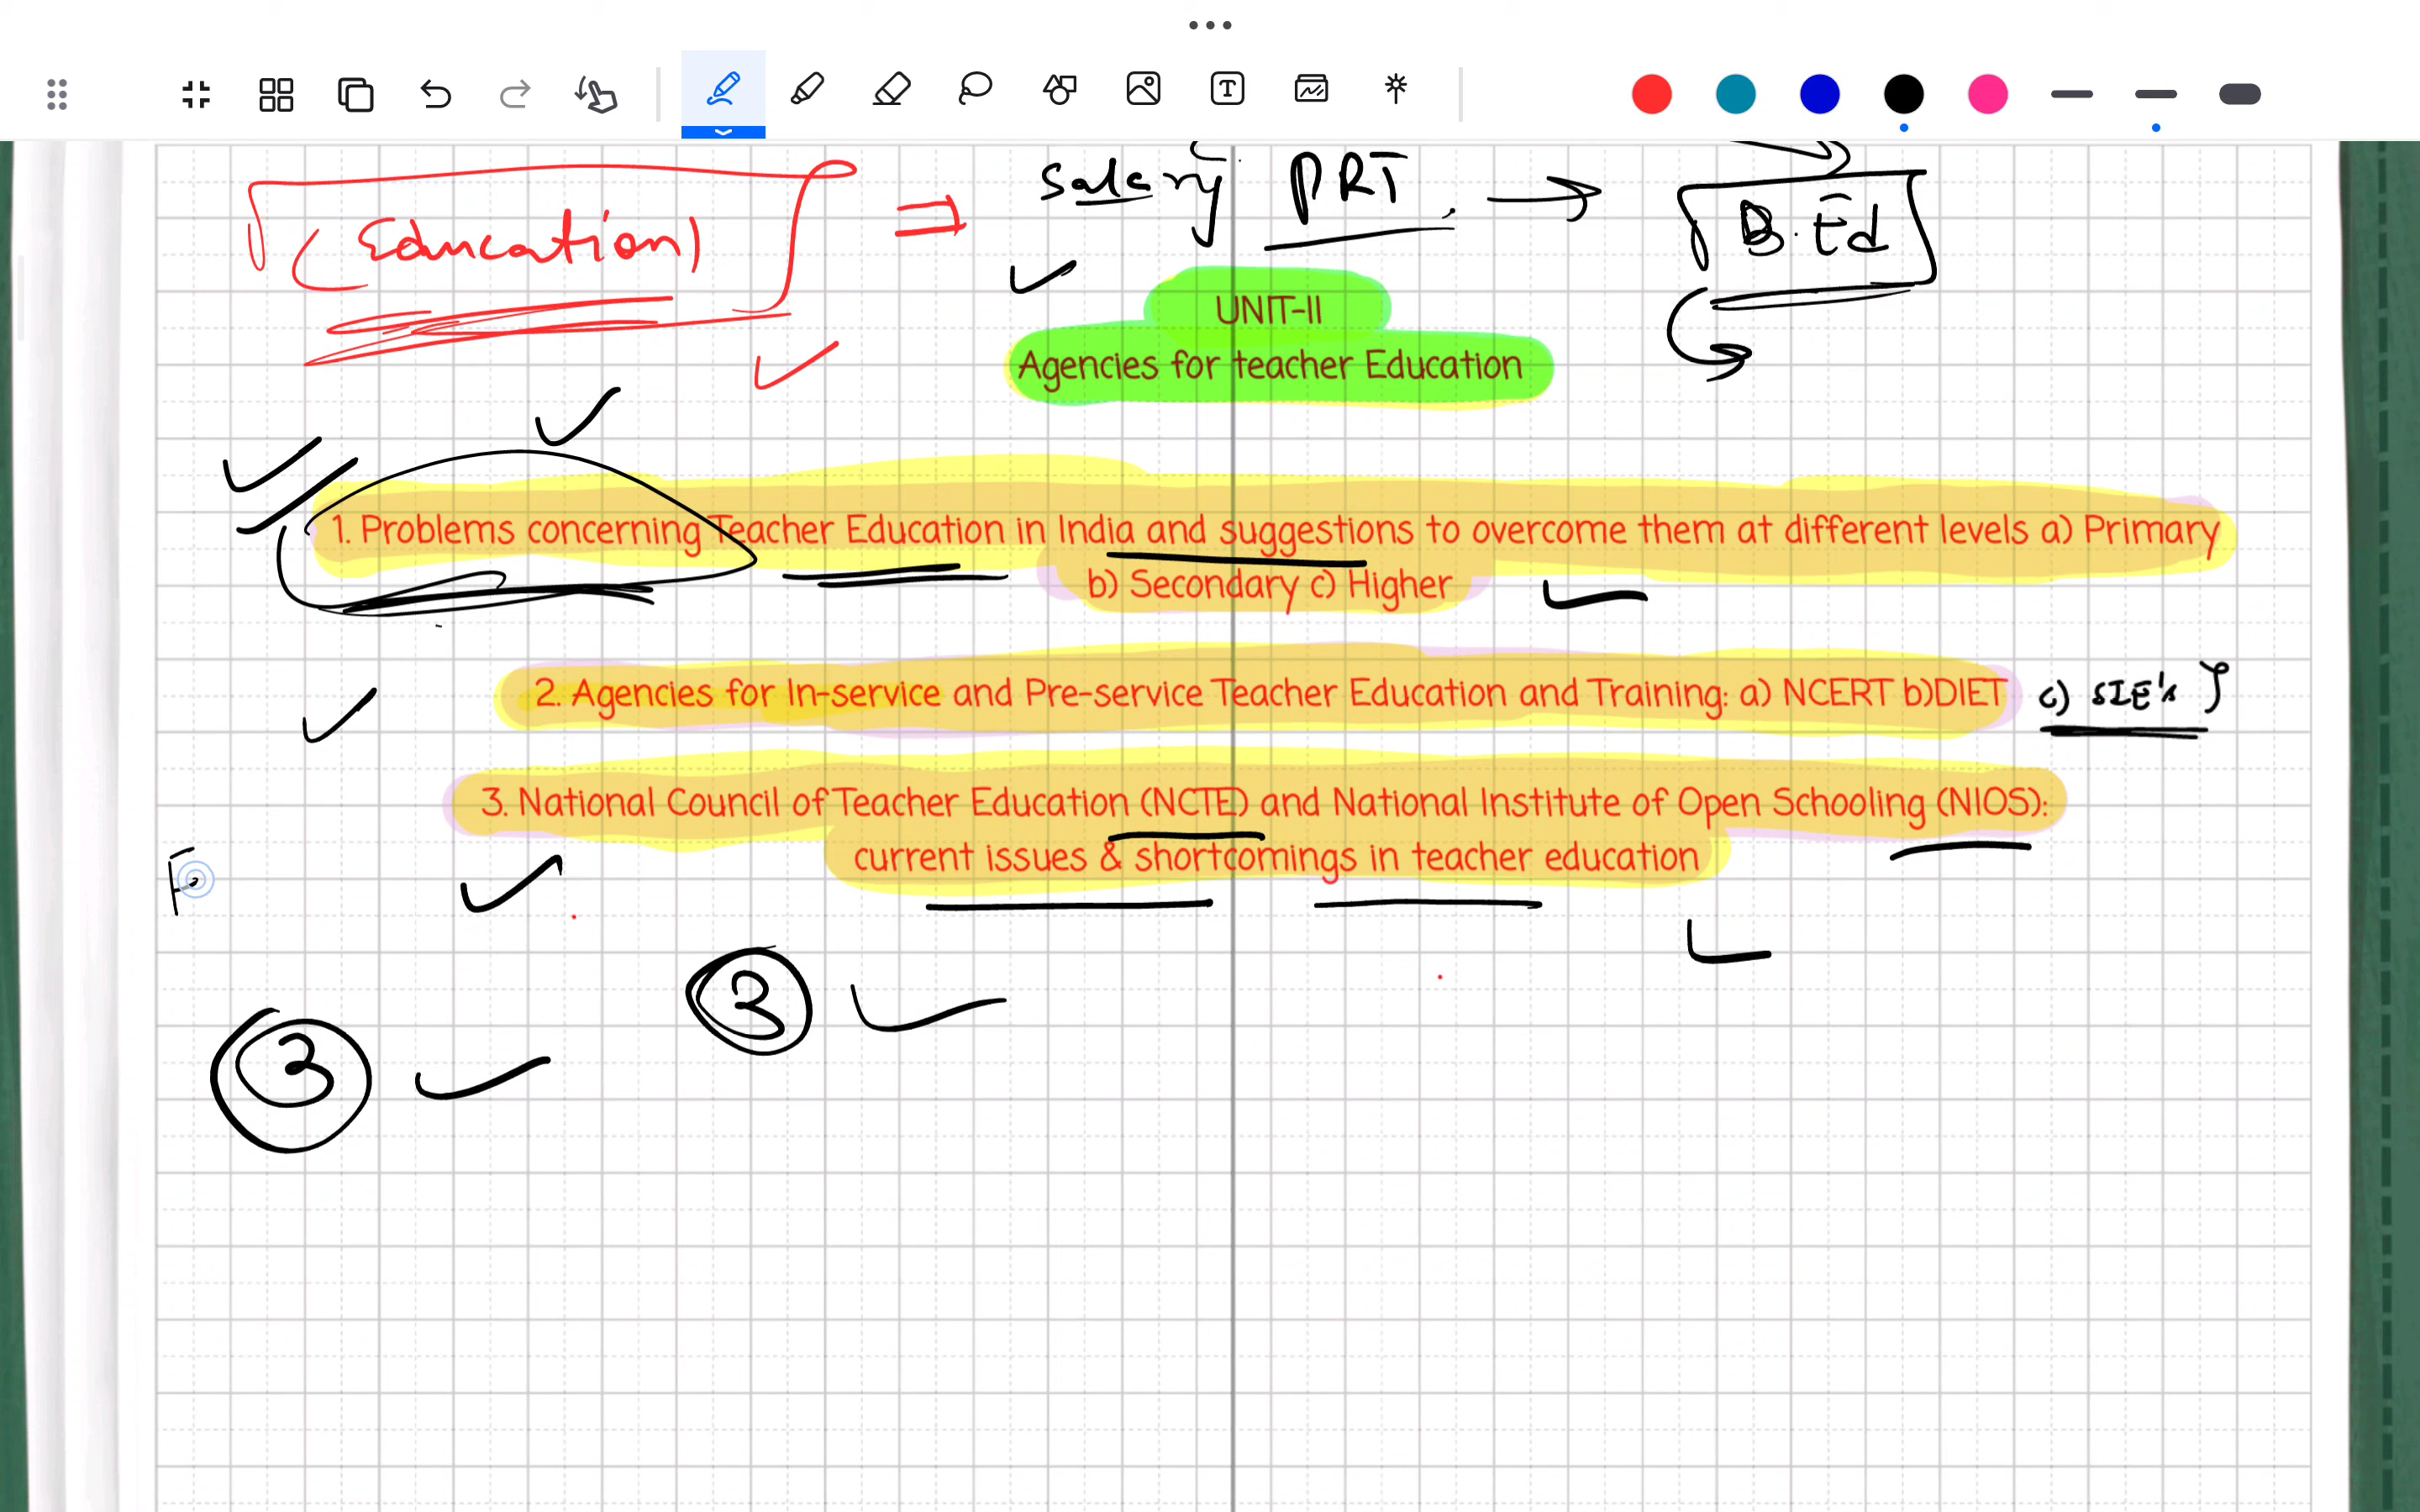 (Education)
Salary PRT
B.Ed
UNIT-II
Agencies for teacher Education
1. Problems concerning Teacher Education in India and suggestions to overcome them at different levels a) Primary
b) Secondary c) Higher
2. Agencies for In-service and Pre-service Teacher Education and Training: a) NCERT b)DIET c) SIE's
3. National Council of Teacher Education (NCTE) and National Institute of Open Schooling (NIOS):
current issues & shortcomings in teacher education
3
3